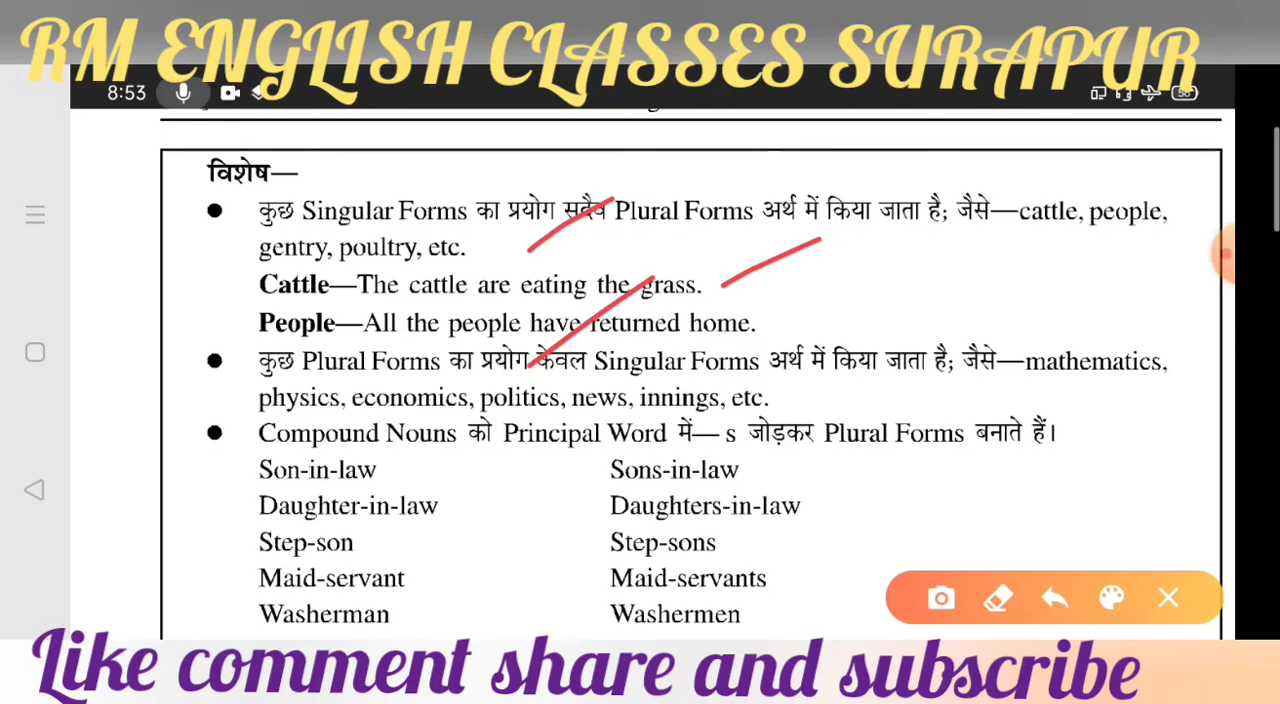 RM ENGLISH CLASSES SURAPUR
8:53
58
विशेष—
● कुछ Singular Forms का प्रयोग सदैव Plural Forms अर्थ में किया जाता है; जैसे—cattle, people,
gentry, poultry, etc.
Cattle—The cattle are eating the grass.
People—All the people have returned home.
● कुछ Plural Forms का प्रयोग केवल Singular Forms अर्थ में किया जाता है; जैसे—mathematics,
physics, economics, politics, news, innings, etc.
● Compound Nouns को Principal Word में— s जोड़कर Plural Forms बनाते हैं।
Son-in-law Sons-in-law
Daughter-in-law Daughters-in-law
Step-son Step-sons
Maid-servant Maid-servants
Washerman Washermen
Like comment share and subscribe